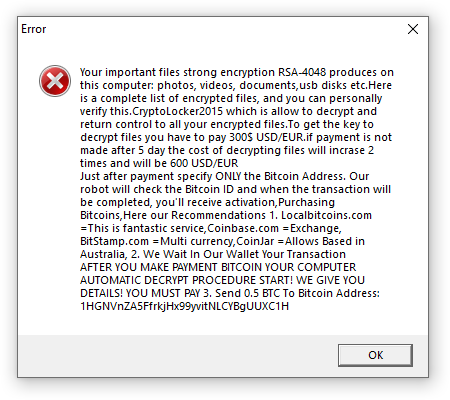 Error
Your important files strong encryption RSA-4048 produces on
this computer: photos, videos, documents,usb disks etc.Here
is a complete list of encrypted files, and you can personally
verify this.CryptoLocker2015 which is allow to decrypt and
return control to all your encrypted files.To get the key to
decrypt files you have to pay 300$ USD/EUR.if payment is not
made after 5 day the cost of decrypting files will incrase 2
times and will be 600 USD/EUR
Just after payment specify ONLY the Bitcoin Address. Our
robot will check the Bitcoin ID and when the transaction will
be completed, you'll receive activation,Purchasing
Bitcoins,Here our Recommendations 1. Localbitcoins.com
=This is fantastic service,Coinbase.com =Exchange,
BitStamp.com =Multi currency,CoinJar =Allows Based in
Australia, 2. We Wait In Our Wallet Your Transaction
AFTER YOU MAKE PAYMENT BITCOIN YOUR COMPUTER
AUTOMATIC DECRYPT PROCEDURE START! WE GIVE YOU
DETAILS! YOU MUST PAY 3. Send 0.5 BTC To Bitcoin Address:
1HGNVnZA5FfrkjHx99yvitNLCYBgUUXC1H
OK